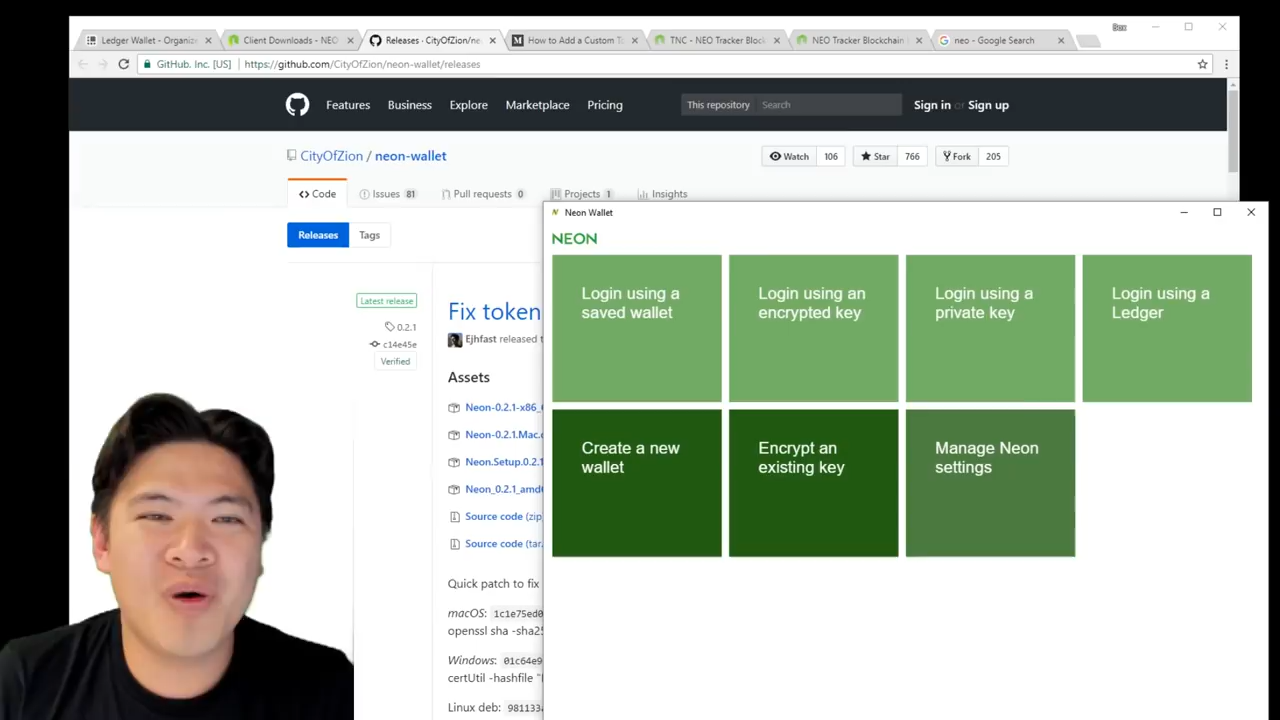 Bex
Ledger Wallet - Organiz
Client Downloads - NEO
Releases · CityOfZion/ne
How to Add a Custom T
TNC - NEO Tracker Block
NEO Tracker Blockchain
neo - Google Search
GitHub, Inc. [US]
https://github.com/CityOfZion/neon-wallet/releases
Features
Business
Explore
Marketplace
Pricing
This repository
Search
Sign in or Sign up
CityOfZion / neon-wallet
Watch 106
Star 766
Fork 205
Code
Issues 81
Pull requests 0
Projects 1
Insights
Releases
Tags
Neon Wallet
NEON
Login using a
saved wallet
Login using an
encrypted key
Login using a
private key
Login using a
Ledger
Create a new
wallet
Encrypt an
existing key
Manage Neon
settings
Latest release
0.2.1
c14e45e
Verified
Fix token
Ejhfast released t
Assets
Neon-0.2.1-x86_
Neon-0.2.1.Mac.
Neon.Setup.0.2.1
Neon_0.2.1_amd
Source code (zip
Source code (tar.
Quick patch to fix
macOS: 1c1e75ed0
openssl sha -sha25
Windows: 01c64e9
certUtil -hashfile "
Linux deb: 981133